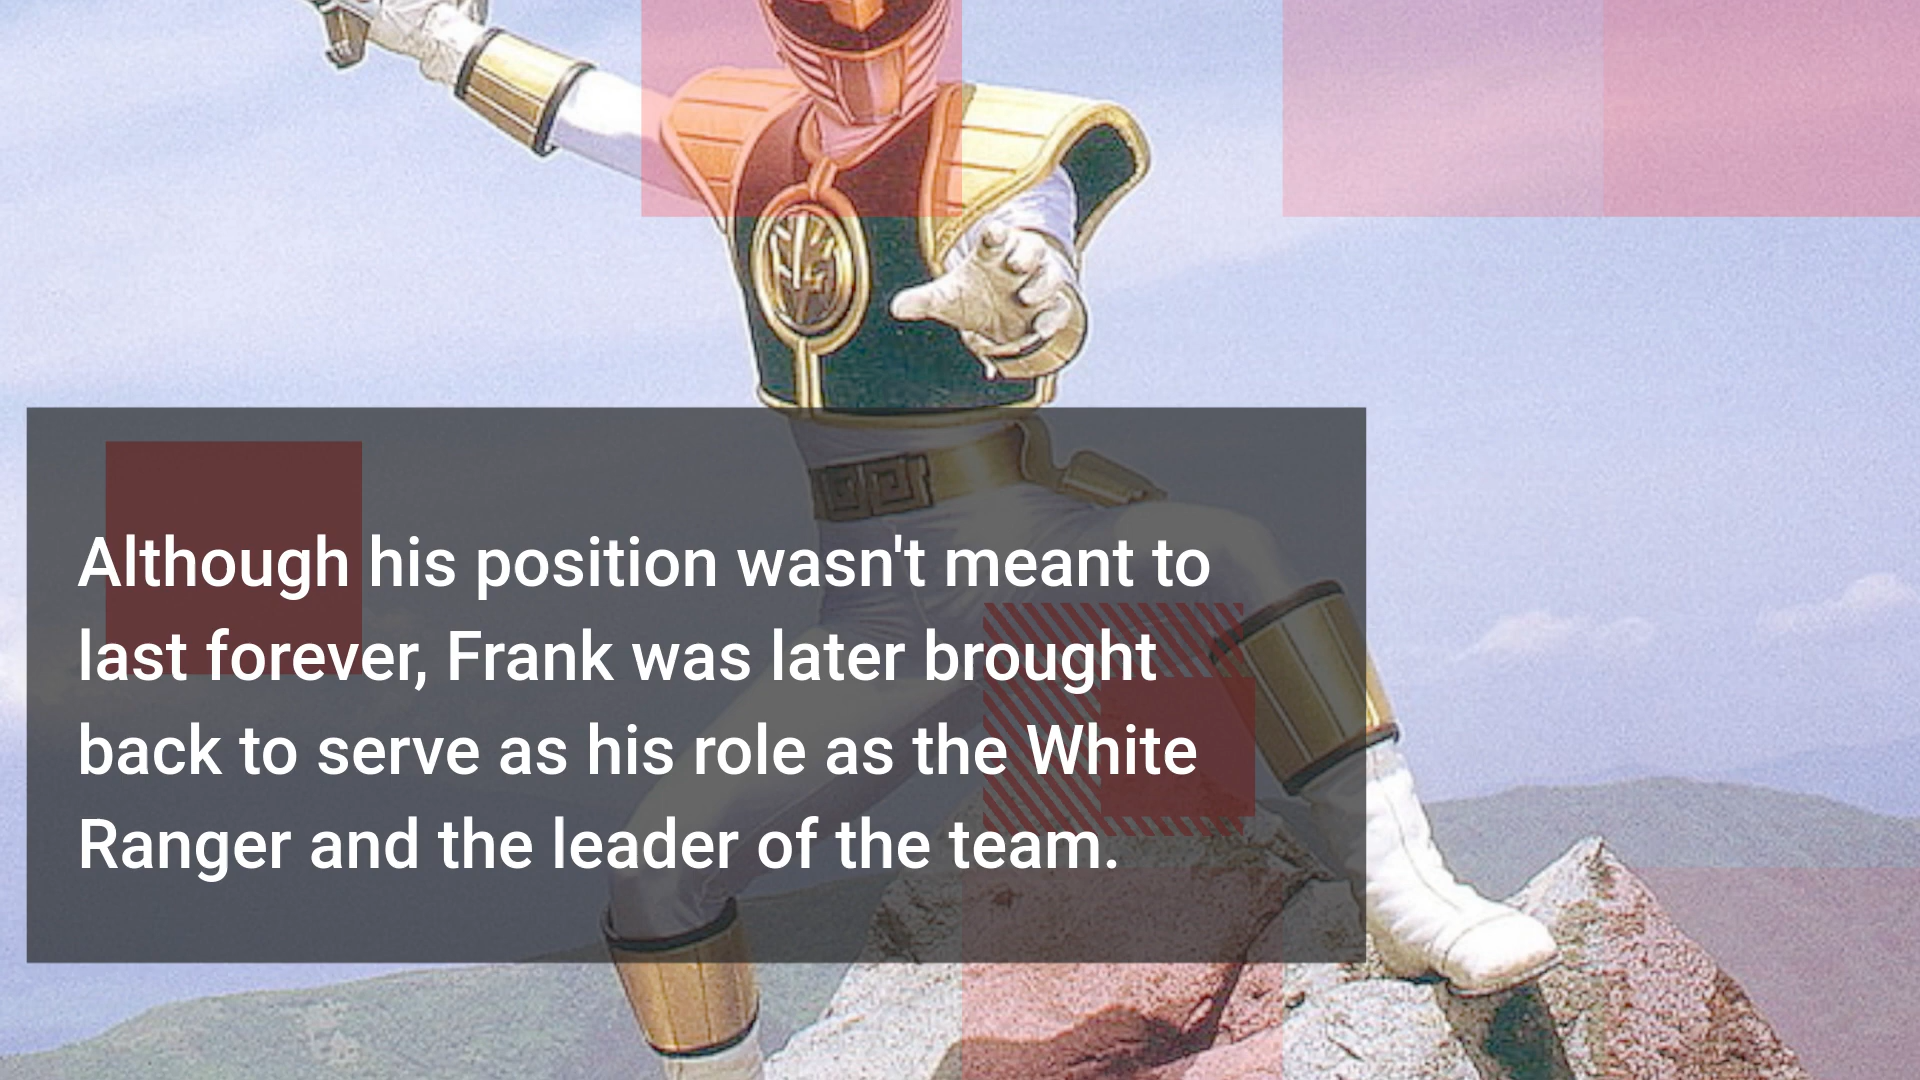 Although his position wasn't meant to
last forever, Frank was later brought
back to serve as his role as the White
Ranger and the leader of the team.